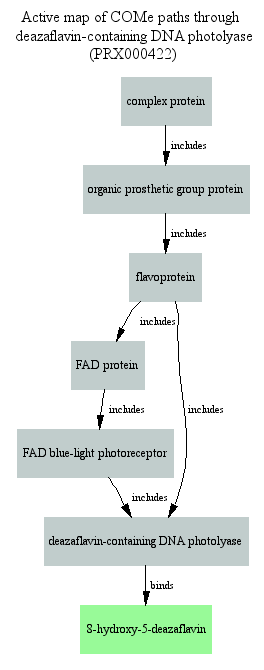 Active map of COMe paths through
deazaflavin-containing DNA photolyase
(PRX000422)
complex protein
includes
organic prosthetic group protein
includes
flavoprotein
includes
FAD protein
includes
includes
FAD blue-light photoreceptor
includes
deazaflavin-containing DNA photolyase
binds
8-hydroxy-5-deazaflavin